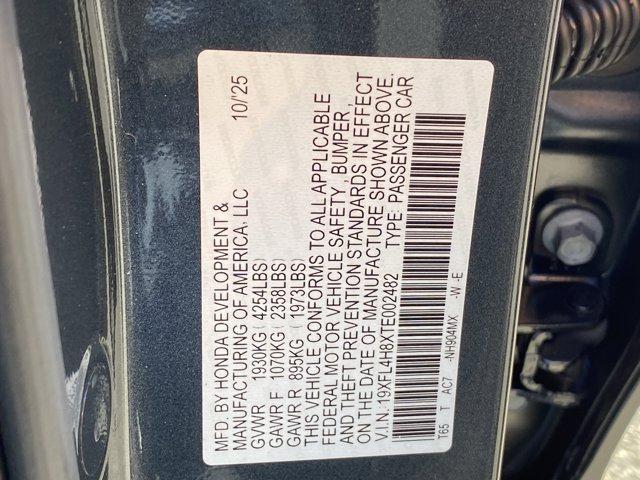 MFD. BY HONDA DEVELOPMENT & 10/'25
MANUFACTURING OF AMERICA, LLC
GVWR 1930KG ( 4254LBS)
GAWR F 1070KG ( 2358LBS)
GAWR R 895KG ( 1973LBS)
THIS VEHICLE CONFORMS TO ALL APPLICABLE
FEDERAL MOTOR VEHICLE SAFETY , BUMPER ,
AND THEFT PREVENTION STANDARDS IN EFFECT
ON THE DATE OF MANUFACTURE SHOWN ABOVE.
V.I.N.:19XFL4H8XTE002482 TYPE: PASSENGER CAR
T65 T AC7 -NH904MX -W -E